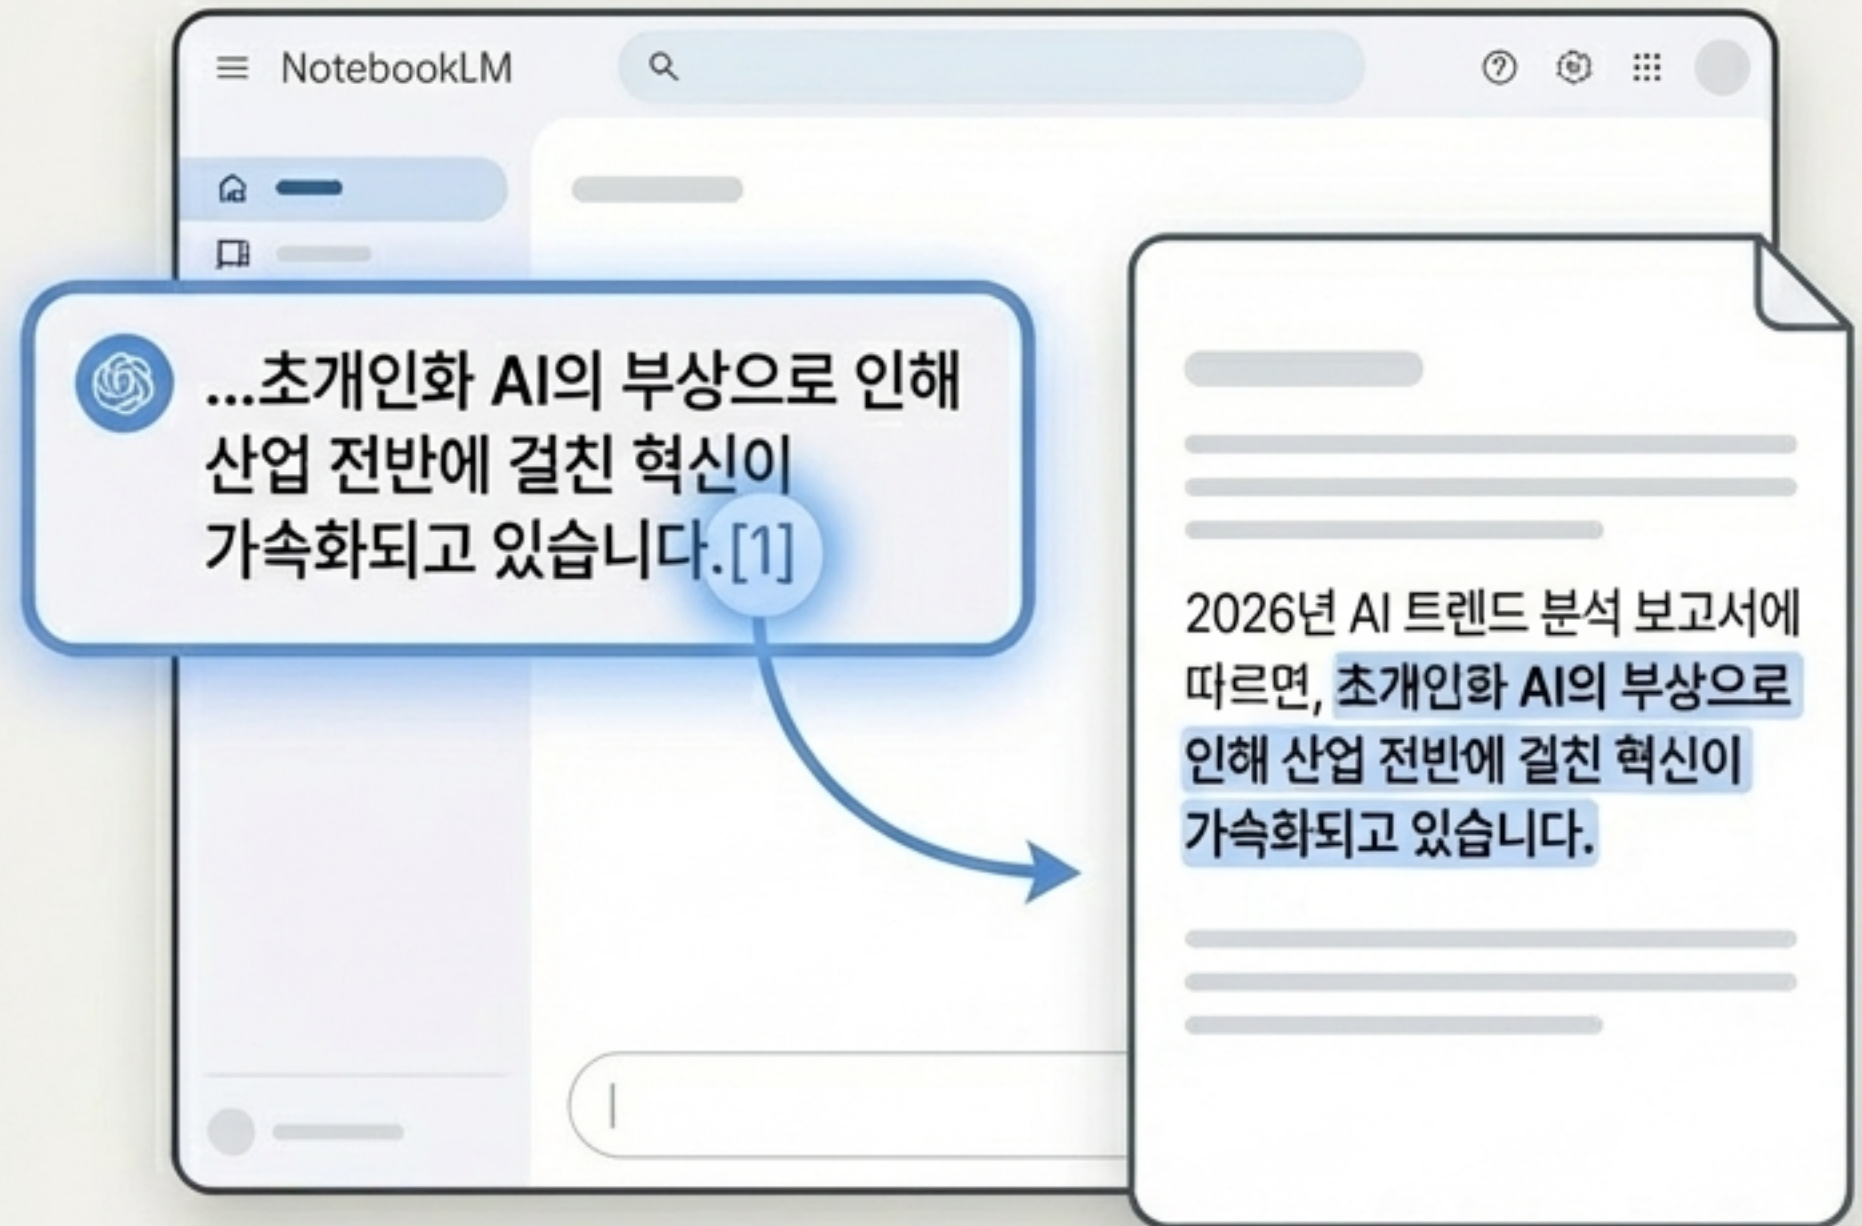 NotebookLM
...초개인화 AI의 부상으로 인해
산업 전반에 걸친 혁신이
가속화되고 있습니다.[1]
2026년 AI 트렌드 분석 보고서에
따르면, 초개인화 AI의 부상으로
인해 산업 전반에 걸친 혁신이
가속화되고 있습니다.